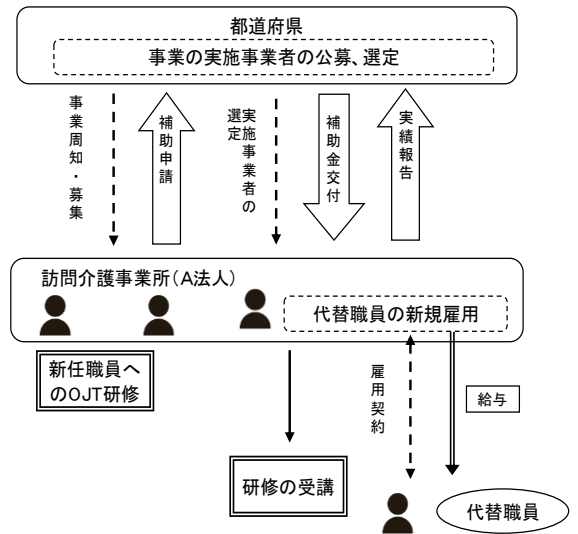 都道府県
事業の実施事業者の公募、選定
事業周知・募集
補助申請
実施事業者の
選定
補助金交付
実績報告
訪問介護事業所（A法人）
代替職員の新規雇用
新任職員へ
のOJT研修
雇用契約
給与
研修の受講
代替職員